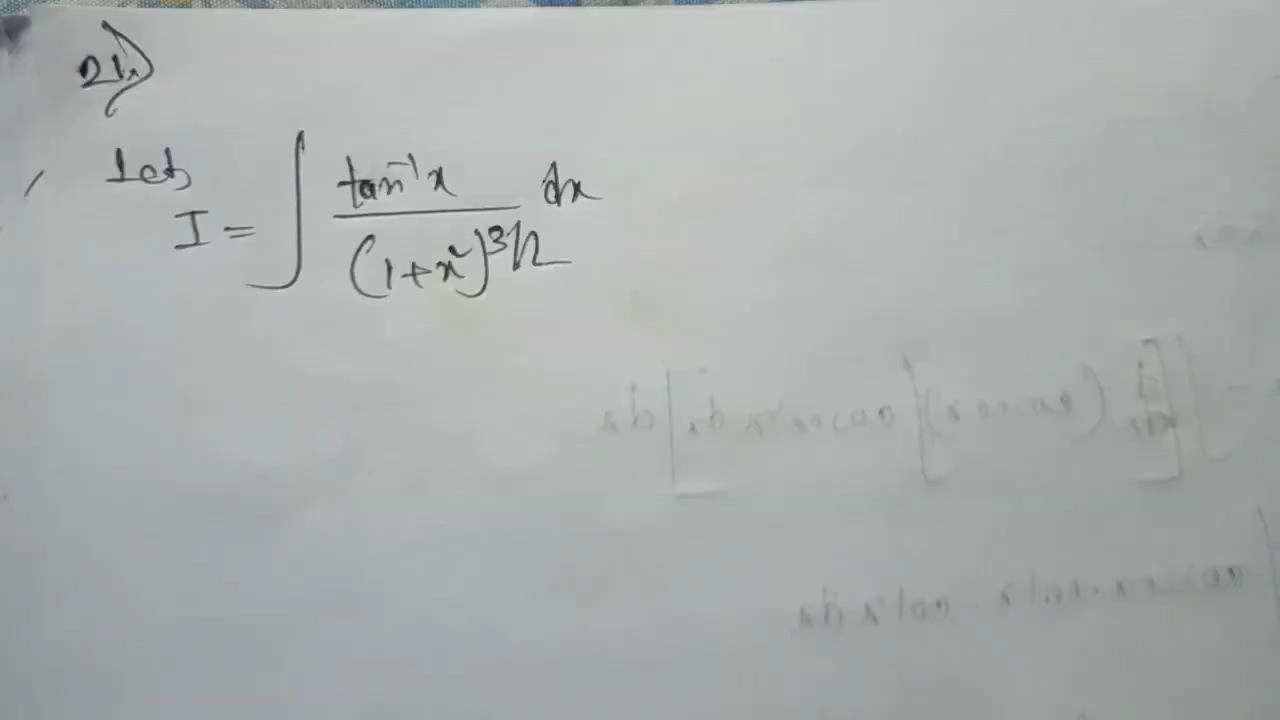 21.)
Let
I = ∫ tan⁻¹x / (1+x²)^3/2 dx